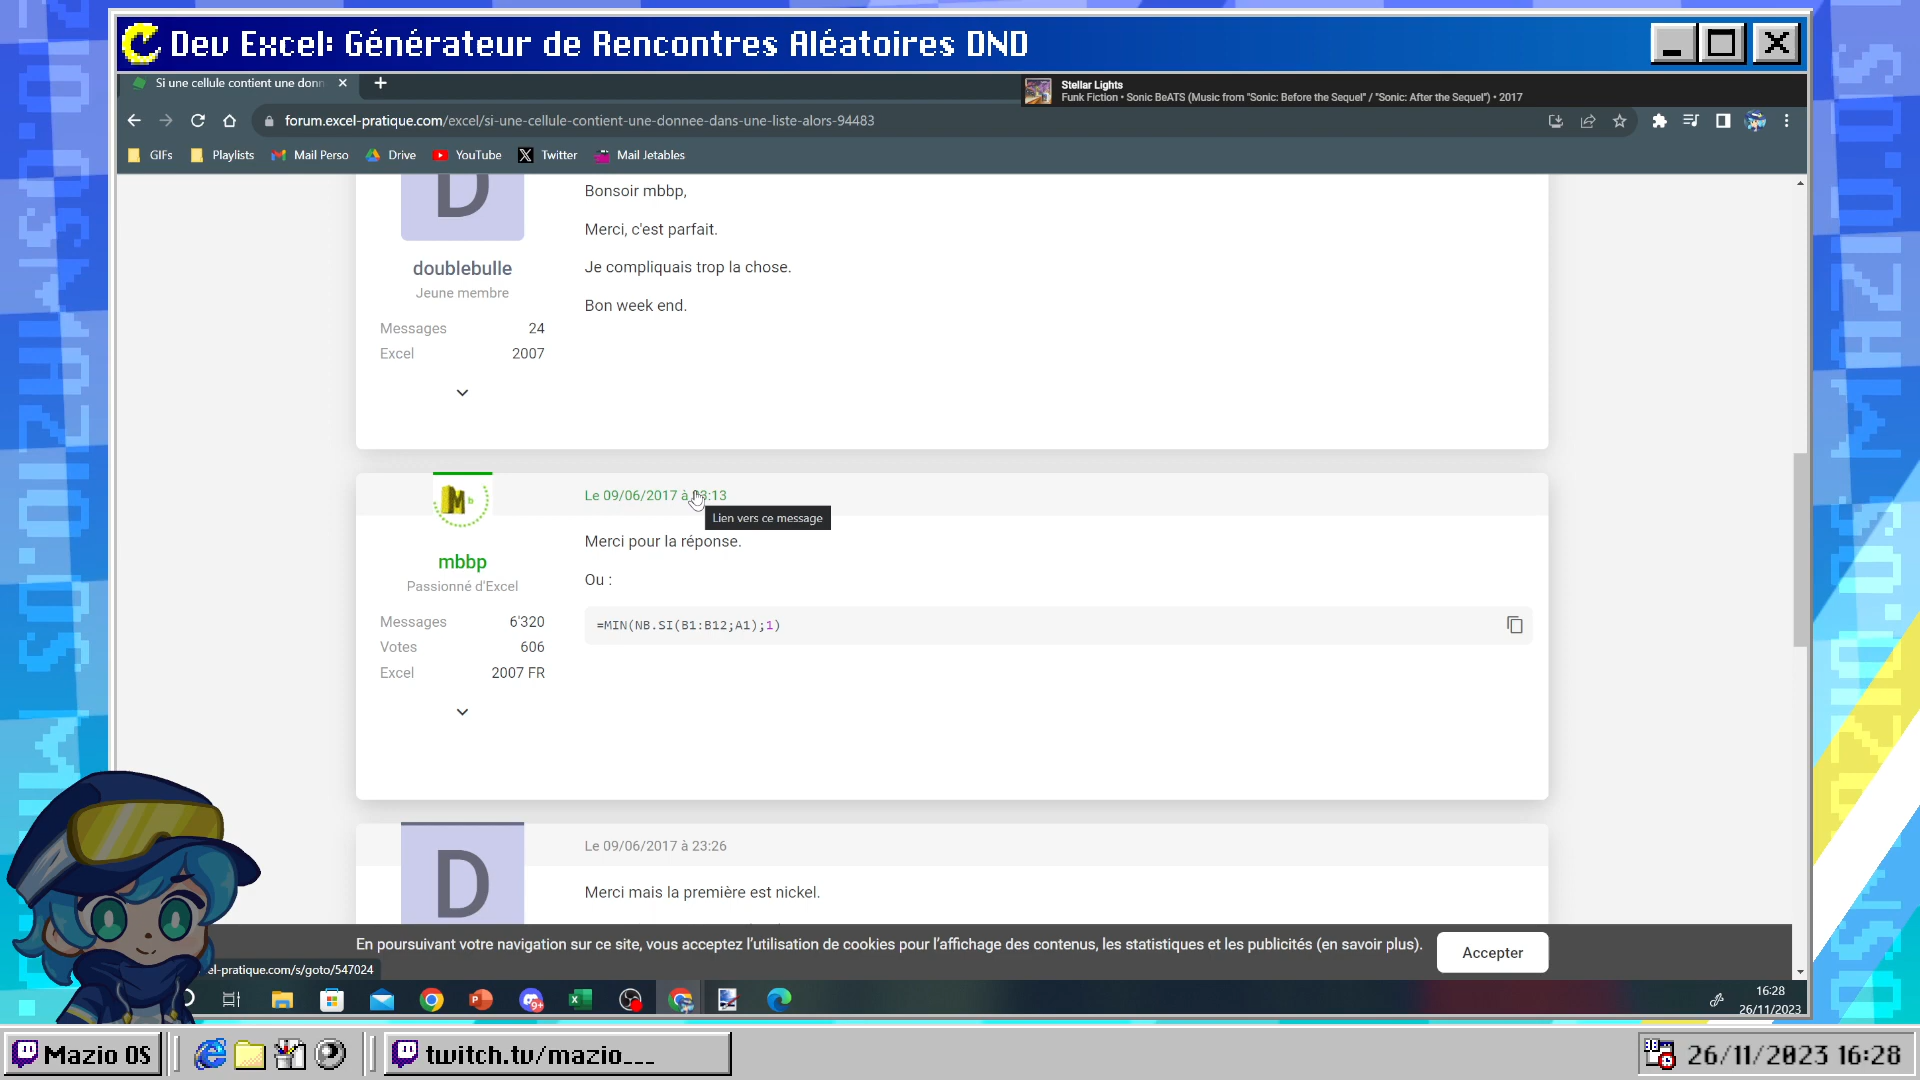 Dev Excel: Générateur de Rencontres Aléatoires DND
Si une cellule contient une donn
Stellar Lights
Funk Fiction • Sonic BeATS (Music from "Sonic: Before the Sequel" / "Sonic: After the Sequel") • 2017
forum.excel-pratique.com/excel/si-une-cellule-contient-une-donnee-dans-une-liste-alors-94483
GIFs
Playlists
Mail Perso
Drive
YouTube
Twitter
Mail Jetables
D
doublebulle
Jeune membre
Messages 24
Excel 2007
Bonsoir mbbp,
Merci, c'est parfait.
Je compliquais trop la chose.
Bon week end.
mbbp
Passionné d'Excel
Messages 6'320
Votes 606
Excel 2007 FR
Le 09/06/2017 à :13
Lien vers ce message
Merci pour la réponse.
Ou :
=MIN(NB.SI(B1:B12;A1);1)
D
Le 09/06/2017 à 23:26
Merci mais la première est nickel.
En poursuivant votre navigation sur ce site, vous acceptez l'utilisation de cookies pour l'affichage des contenus, les statistiques et les publicités (en savoir plus).
Accepter
el-pratique.com/s/goto/547024
9+
16:28
26/11/2023
Mazio OS
twitch.tv/mazio___
26/11/2023 16:28